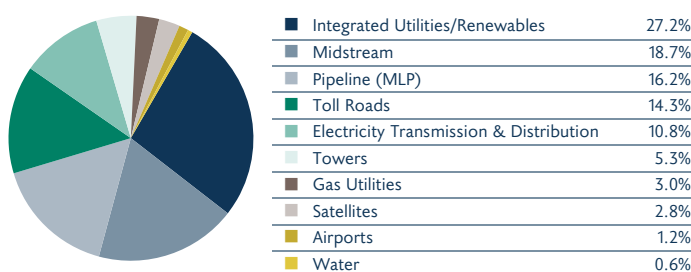 Integrated Utilities/Renewables 27.2%
Midstream 18.7%
Pipeline (MLP) 16.2%
Toll Roads 14.3%
Electricity Transmission & Distribution 10.8%
Towers 5.3%
Gas Utilities 3.0%
Satellites 2.8%
Airports 1.2%
Water 0.6%